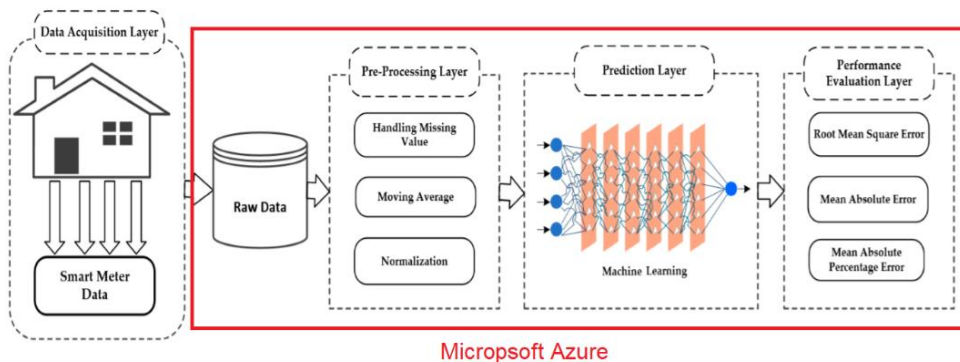 Data Acquisition Layer
Smart Meter
Data
Raw Data
Pre-Processing Layer
Handling Missing
Value
Moving Average
Normalization
Prediction Layer
Machine Learning
Performance
Evaluation Layer
Root Mean Square Error
Mean Absolute Error
Mean Absolute
Percentage Error
Micropsoft Azure